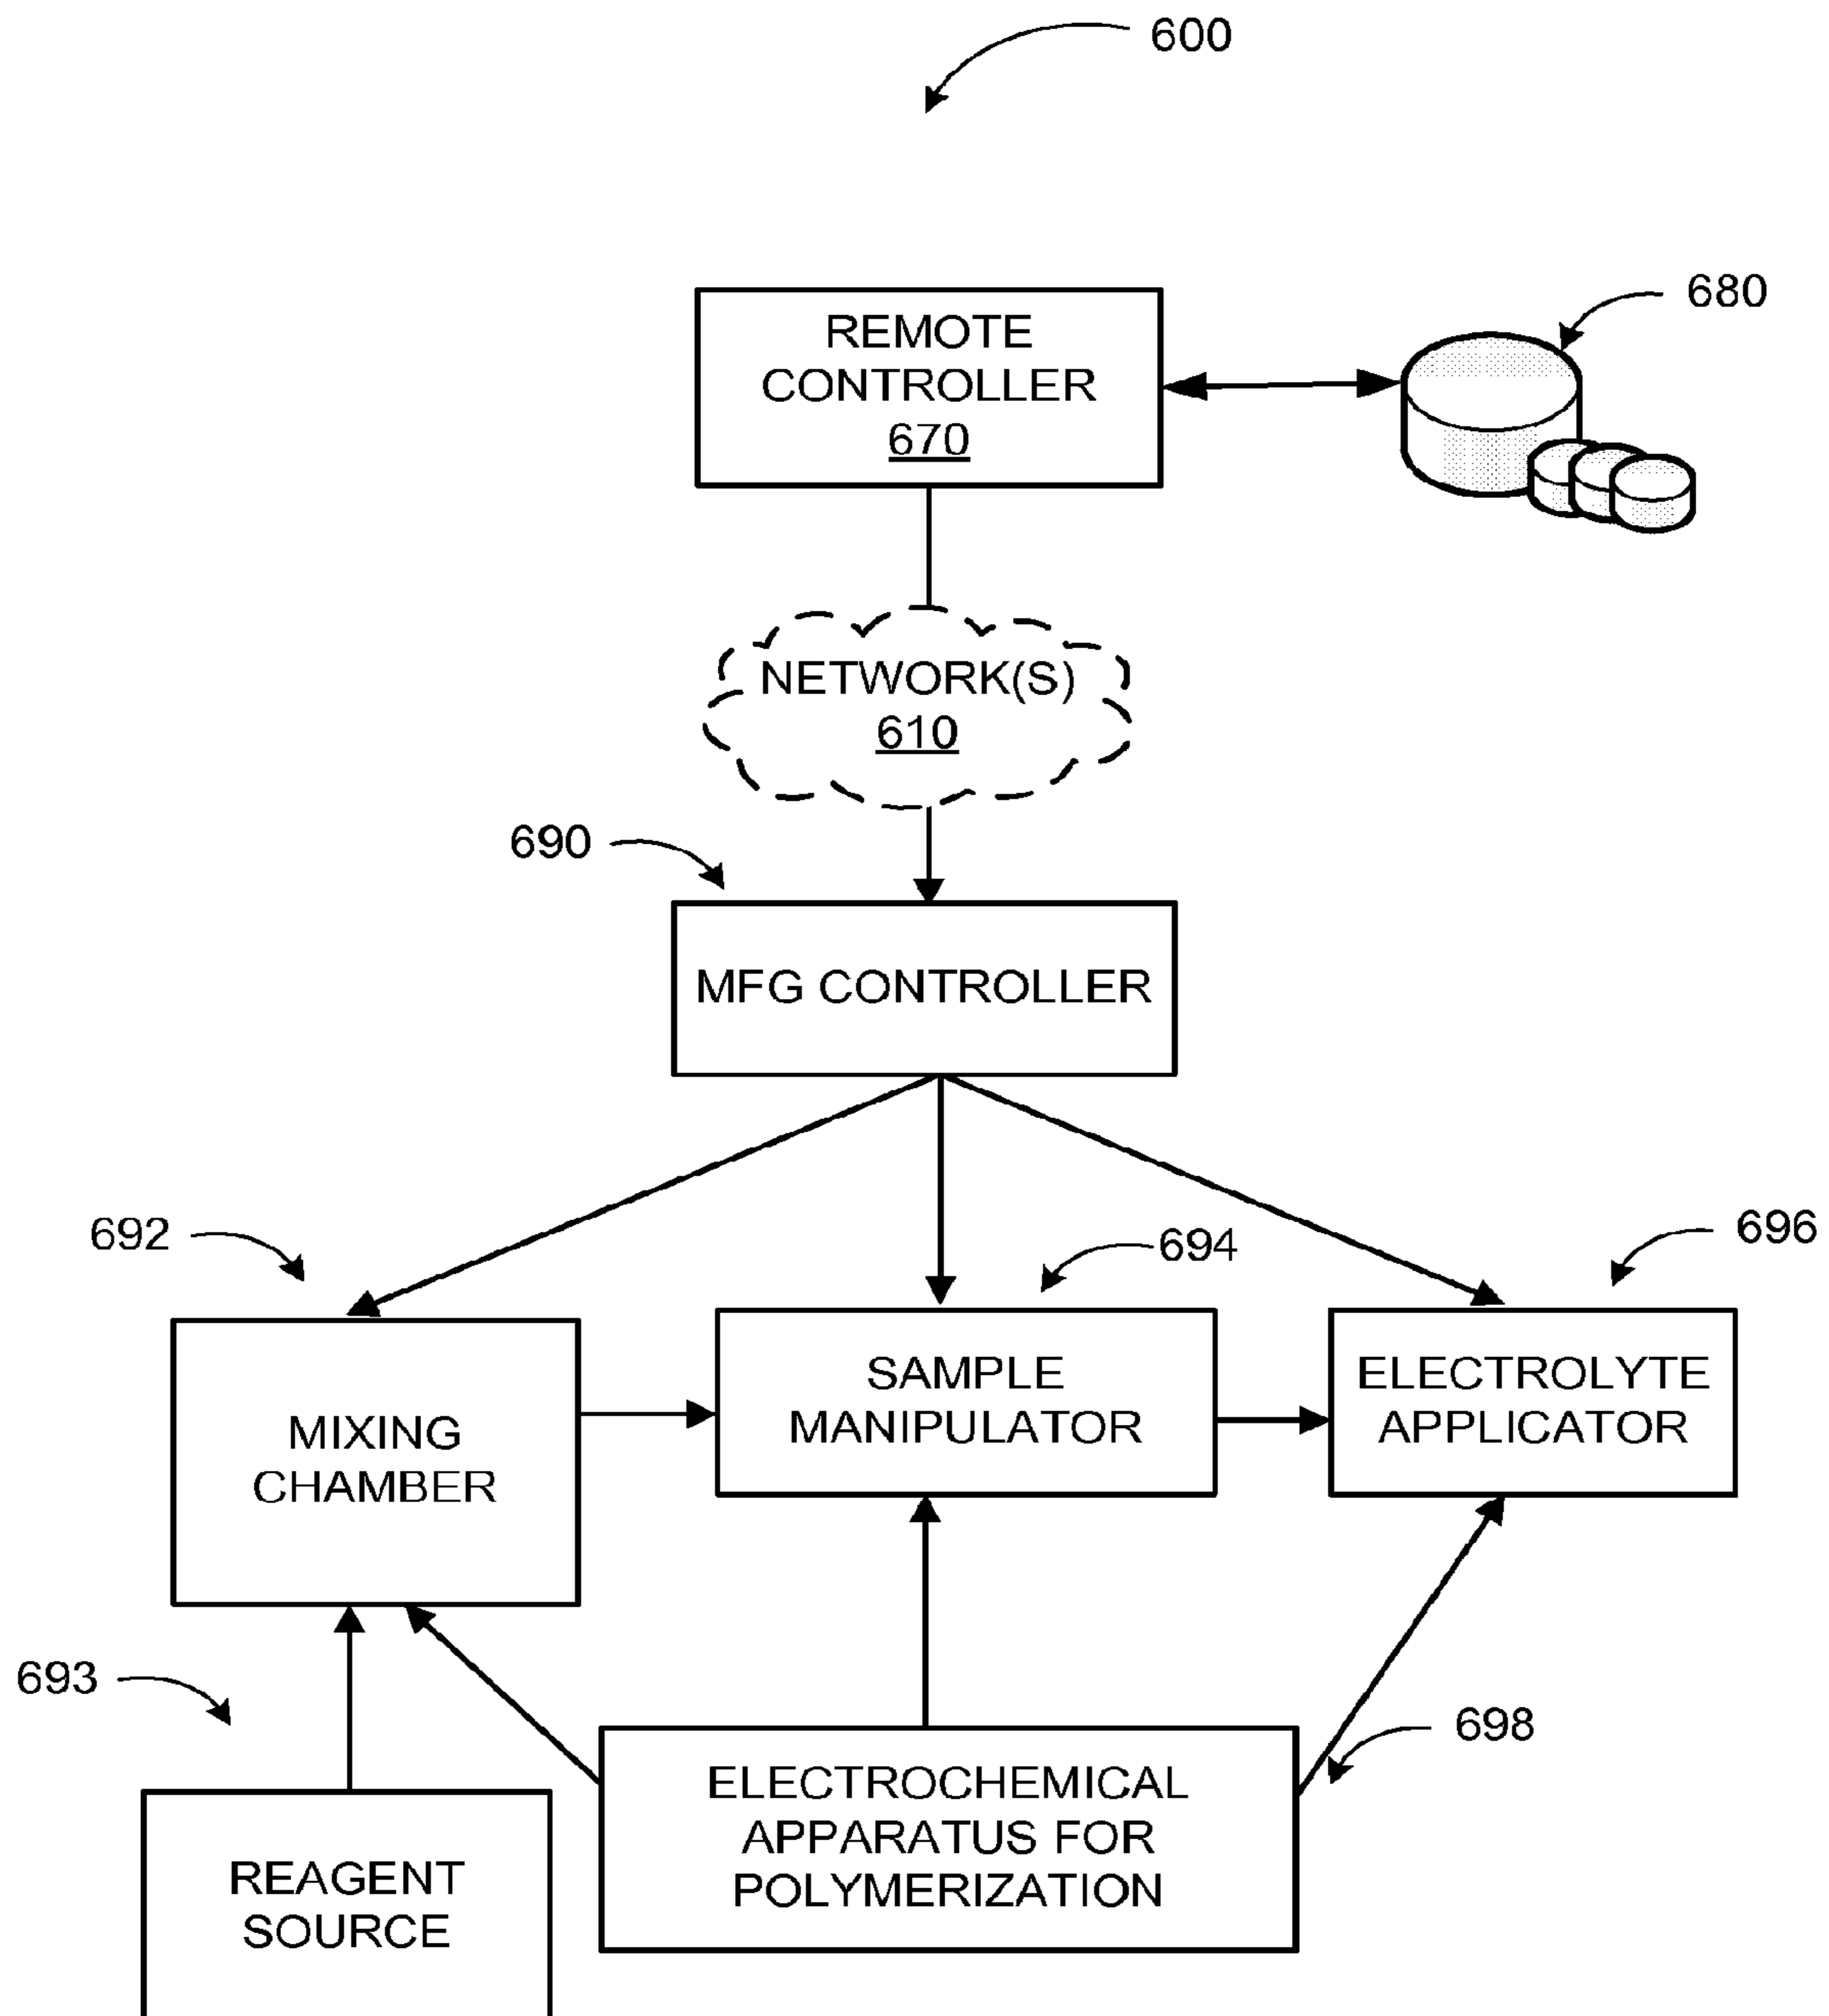 600
REMOTE
CONTROLLER
670
680
NETWORK(S)
610
690
MFG CONTROLLER
692
694
696
MIXING
CHAMBER
SAMPLE
MANIPULATOR
ELECTROLYTE
APPLICATOR
693
698
REAGENT
SOURCE
ELECTROCHEMICAL
APPARATUS FOR
POLYMERIZATION